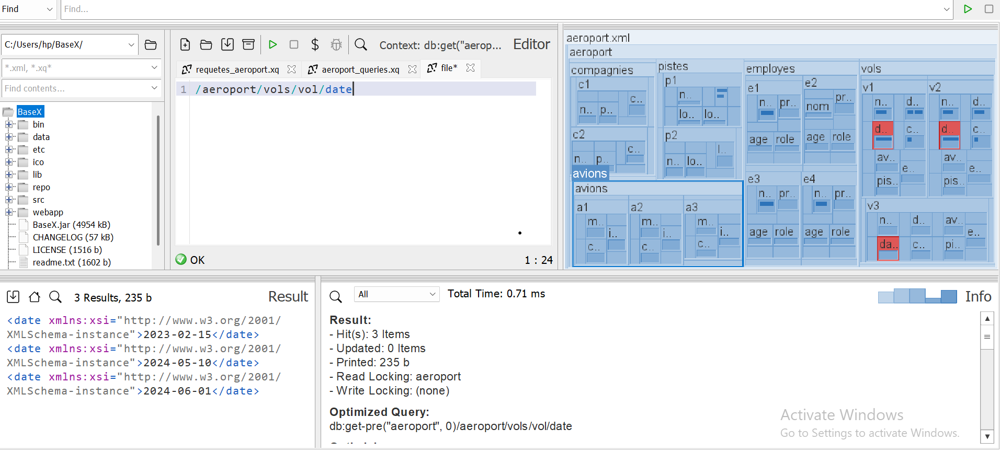 Find
Find...
C:/Users/hp/BaseX/
*.xml, *.xq*
Find contents...
BaseX
bin
data
etc
ico
lib
repo
src
webapp
BaseX.jar (4954 kB)
CHANGELOG (57 kB)
LICENSE (1516 b)
readme.txt (1602 b)
Context: db:get("aerop...
Editor
requetes_aeroport.xq
aeroport_queries.xq
file*
1 /aeroport/vols/vol/date
OK
1 : 24
aeroport.xml
aeroport
compagnies
c1
c..
n..
p..
c2
c..
n..
p..
pistes
p1
n..
lo..
lo..
p2
l..
n..
lo..
avions
avions
a1
m..
i..
c..
a2
m..
i..
c..
a3
m..
i..
c..
employes
e1
n..
pr..
age
role
e2
pr..
nom
age
role
e3
n..
pr..
age
role
e4
n..
pr..
age
role
vols
v1
n..
d..
d..
c..
av..
e..
pis..
v2
n..
d..
d..
c..
av..
e..
pis..
v3
n..
d..
av..
e..
da..
c..
pi..
3 Results, 235 b
Result
<date xmlns:xsi="http://www.w3.org/2001/
XMLSchema-instance">2023-02-15</date>
<date xmlns:xsi="http://www.w3.org/2001/
XMLSchema-instance">2024-05-10</date>
<date xmlns:xsi="http://www.w3.org/2001/
XMLSchema-instance">2024-06-01</date>
All
Total Time: 0.71 ms
Info
Result:
- Hit(s): 3 Items
- Updated: 0 Items
- Printed: 235 b
- Read Locking: aeroport
- Write Locking: (none)
Optimized Query:
db:get-pre("aeroport", 0)/aeroport/vols/vol/date
Activate Windows
Go to Settings to activate Windows.